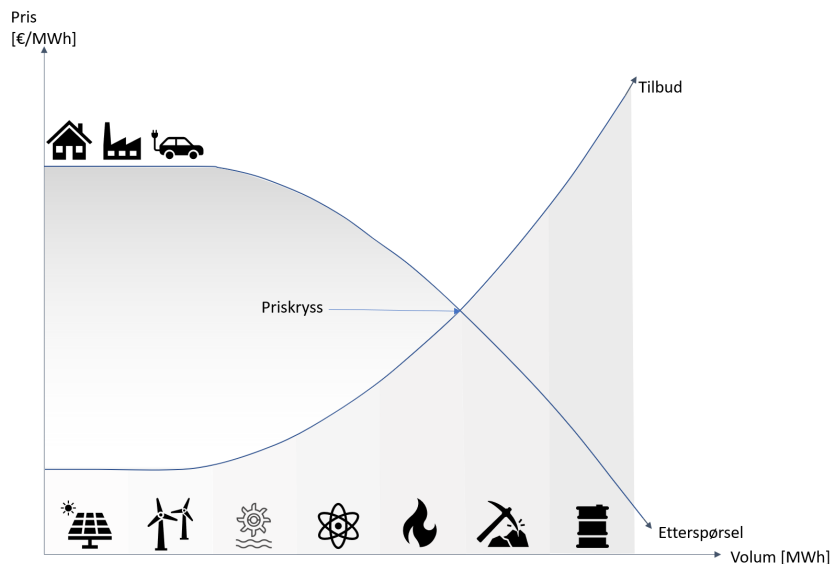 Pris
[€/MWh]
Tilbud
Priskryss
Etterspørsel
Volum [MWh]